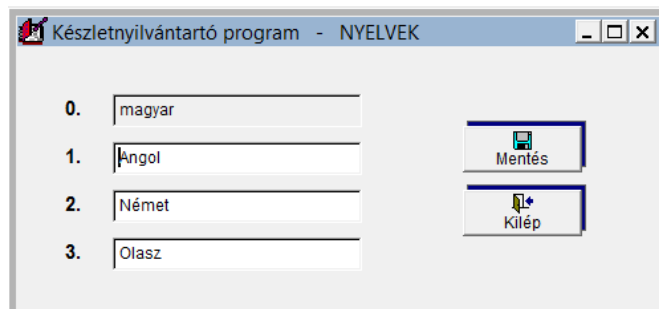 Készletnyilvántartó program - NYELVEK
0. magyar
1. Angol
Mentés
2. Német
Kilép
3. Olasz